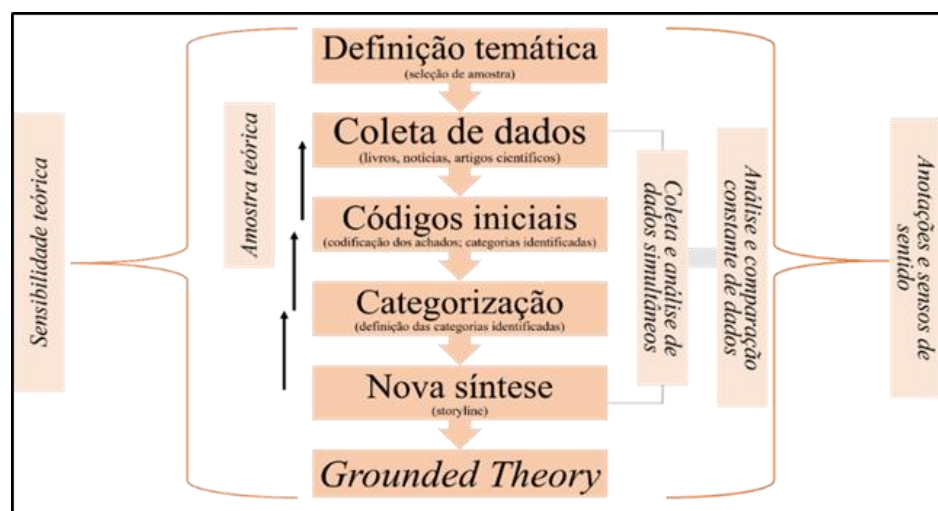 Definição temática
(seleção de amostra)
Coleta de dados
(livros, notícias, artigos científicos)
Códigos iniciais
(codificação dos achados; categorias identificadas)
Categorização
(definição das categorias identificadas)
Nova síntese
(storyline)
Grounded Theory
Sensibilidade teórica
Amostra teórica
Coleta e análise de
dados simultâneos
Análise e comparação
constante de dados
Anotações e sensos de
sentido